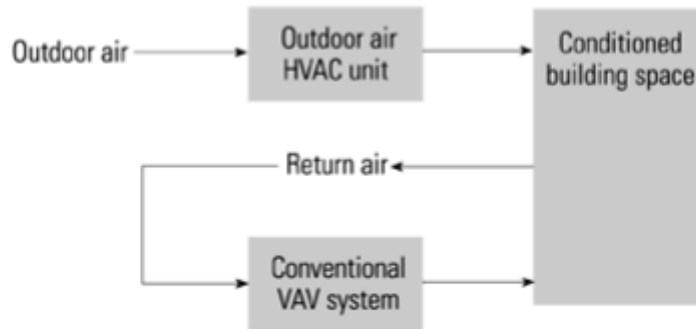 Outdoor air
Outdoor air
HVAC unit
Conditioned
building space
Return air
Conventional
VAV system